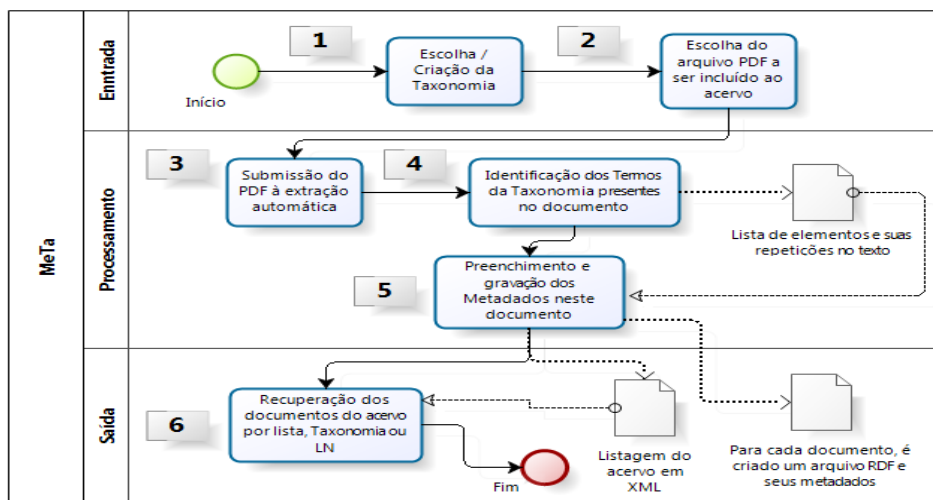 MeTa
Entrada
Início
1
Escolha /
Criação da
Taxonomia
2
Escolha do
arquivo PDF a
ser incluído ao
acervo
Processamento
3
Submissão do
PDF à extração
automática
4
Identificação dos Termos
da Taxonomia presentes
no documento
Lista de elementos e suas
repetições no texto
5
Preenchimento e
gravação dos
Metadados neste
documento
Saída
6
Recuperação dos
documentos do acervo
por lista, Taxonomia ou
LN
Fim
Listagem do
acervo em
XML
Para cada documento, é
criado um arquivo RDF e
seus metadados